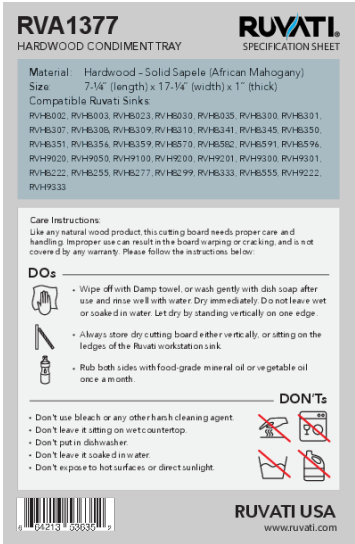 RVA1377
HARDWOOD CONDIMENT TRAY
RUVATI®
SPECIFICATION SHEET
Material: Hardwood – Solid Sapele (African Mahogany)
Size: 7-¼" (length) x 17-¼" (width) x 1" (thick)
Compatible Ruvati Sinks:
RVH8002, RVH8003, RVH8023, RVH8030, RVH8035, RVH8300, RVH8301,
RVH8307, RVH8308, RVH8309, RVH8310, RVH8341, RVH8345, RVH8350,
RVH8351, RVH8356, RVH8359, RVH8570, RVH8582, RVH8591, RVH8596,
RVH9020, RVH9050, RVH9100, RVH9200, RVH9201, RVH9300, RVH9301,
RVH8222, RVH8255, RVH8277, RVH8299, RVH8333, RVH8555, RVH9222,
RVH9333
Care Instructions:
Like any natural wood product, this cutting board needs proper care and
handling. Improper use can result in the board warping or cracking, and is not
covered by any warranty. Please follow the instructions below:
DOs
• Wipe off with Damp towel, or wash gently with dish soap after
use and rinse well with water. Dry immediately. Do not leave wet
or soaked in water. Let dry by standing vertically on one edge.
• Always store dry cutting board either vertically, or sitting on the
ledges of the Ruvati workstation sink.
• Rub both sides with food-grade mineral oil or vegetable oil
once a month.
DON'Ts
• Don't use bleach or any other harsh cleaning agent.
• Don't leave it sitting on wet countertop.
• Don't put in dishwasher.
• Don't leave it soaked in water.
• Don't expose to hot surfaces or direct sunlight.
6 64213 53635 2
RUVATI USA
www.ruvati.com